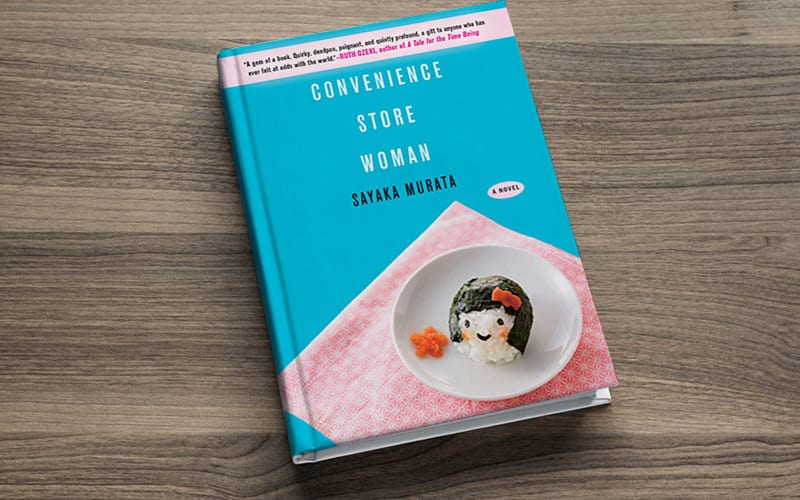 "A gem of a book. Quirky, deadpan, poignant, and quietly profound, a gift to anyone who has
ever felt at odds with the world."–RUTH OZEKI, author of A Tale for the Time Being
CONVENIENCE
STORE
WOMAN
SAYAKA MURATA
A NOVEL